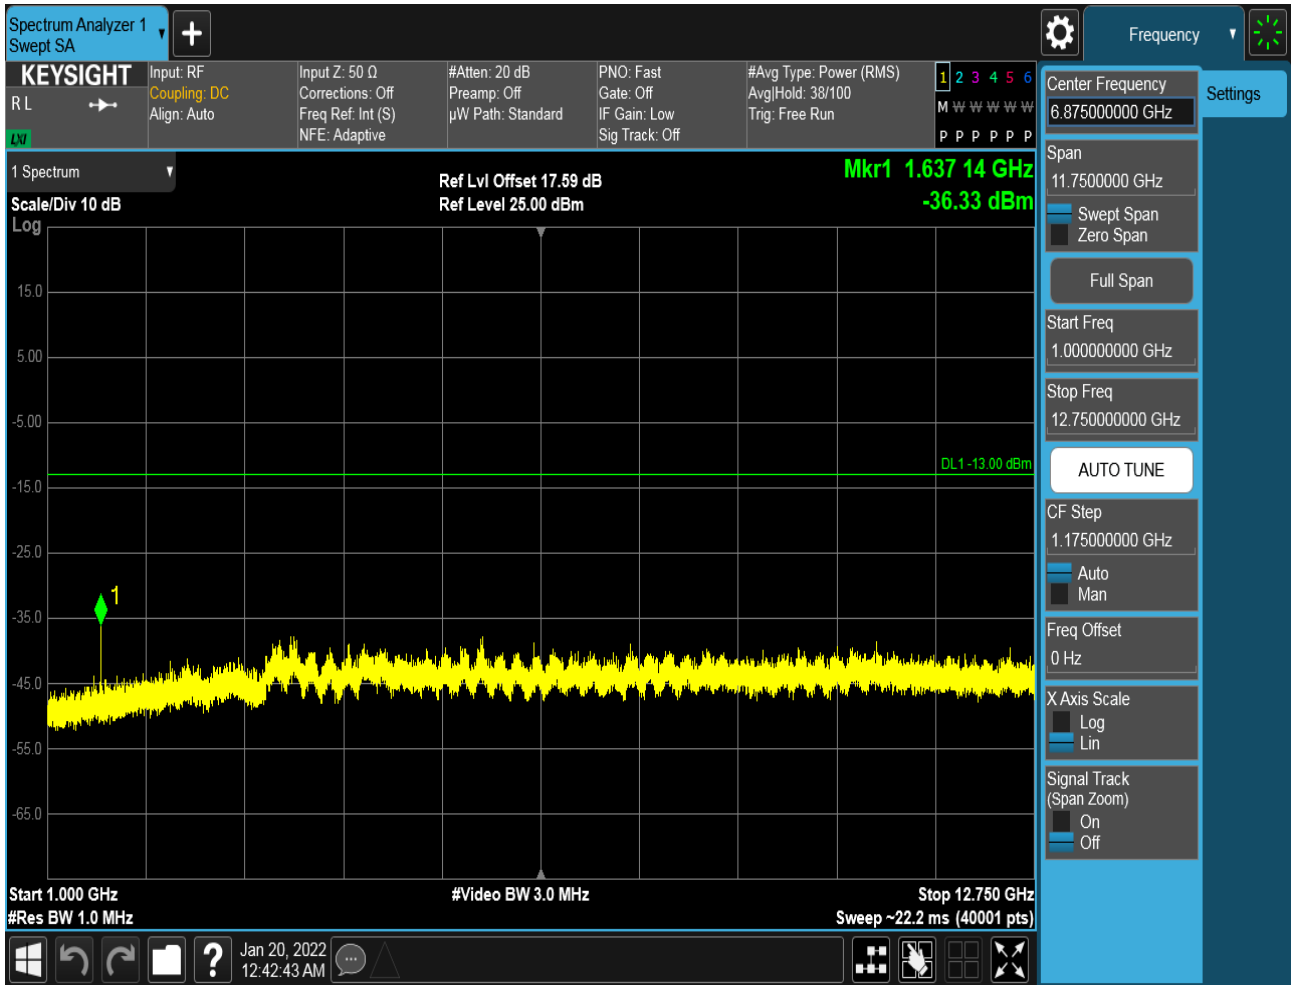 Spectrum Analyzer 1
Swept SA
Frequency
KEYSIGHT
R L
LXI
Input: RF
Coupling: DC
Align: Auto
Input Z: 50 Ω
Corrections: Off
Freq Ref: Int (S)
NFE: Adaptive
#Atten: 20 dB
Preamp: Off
µW Path: Standard
PNO: Fast
Gate: Off
IF Gain: Low
Sig Track: Off
#Avg Type: Power (RMS)
Avg|Hold: 38/100
Trig: Free Run
1 2 3 4 5 6
M W W W W W
P P P P P P
1 Spectrum
Scale/Div 10 dB
Log
Ref Lvl Offset 17.59 dB
Ref Level 25.00 dBm
Mkr1 1.637 14 GHz
-36.33 dBm
15.0
5.00
-5.00
-15.0
-25.0
-35.0
-45.0
-55.0
-65.0
DL1 -13.00 dBm
1
Start 1.000 GHz
#Res BW 1.0 MHz
#Video BW 3.0 MHz
Stop 12.750 GHz
Sweep ~22.2 ms (40001 pts)
Center Frequency
6.875000000 GHz
Settings
Span
11.7500000 GHz
Swept Span
Zero Span
Full Span
Start Freq
1.000000000 GHz
Stop Freq
12.750000000 GHz
AUTO TUNE
CF Step
1.175000000 GHz
Auto
Man
Freq Offset
0 Hz
X Axis Scale
Log
Lin
Signal Track
(Span Zoom)
On
Off
?
Jan 20, 2022
12:42:43 AM